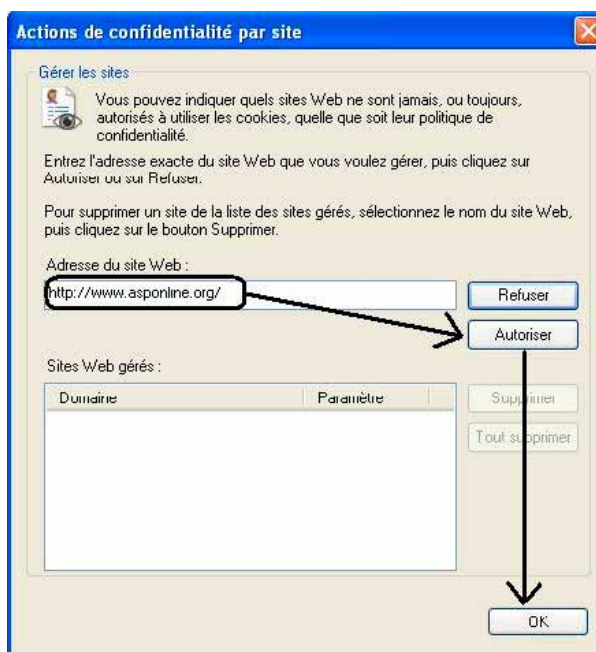 Actions de confidentialité par site
Gérer les sites
Vous pouvez indiquer quels sites Web ne sont jamais, ou toujours,
autorisés à utiliser les cookies, quelle que soit leur politique de
confidentialité.
Entrez l'adresse exacte du site Web que vous voulez gérer, puis cliquez sur
Autoriser ou sur Refuser.
Pour supprimer un site de la liste des sites gérés, sélectionnez le nom du site Web,
puis cliquez sur le bouton Supprimer.
Adresse du site Web :
http://www.asponline.org/
Refuser
Autoriser
Sites Web gérés :
Domaine Paramètre
Supprimer
Tout supprimer
OK